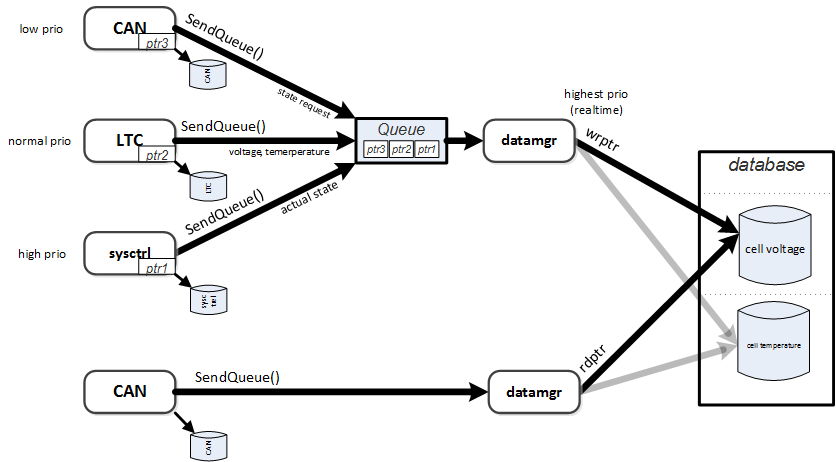 low prio
CAN
ptr3
CAN
SendQueue()
state request
normal prio
LTC
ptr2
LTC
SendQueue()
voltage, temerperature
high prio
sysctrl
ptr1
sysc
trl
SendQueue()
actual state
Queue
ptr3 ptr2 ptr1
highest prio
(realtime)
datamgr
wrptr
database
cell voltage
cell temperature
CAN
CAN
SendQueue()
datamgr
rdptr